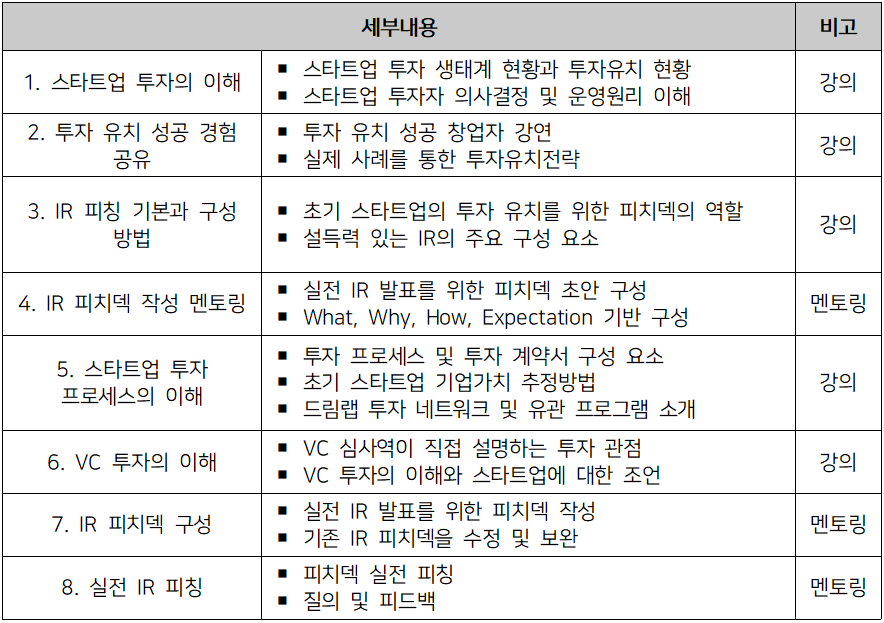 세부내용
비고
1. 스타트업 투자의 이해
▪ 스타트업 투자 생태계 현황과 투자유치 현황
▪ 스타트업 투자자 의사결정 및 운영원리 이해
강의
2. 투자 유치 성공 경험
공유
▪ 투자 유치 성공 창업자 강연
▪ 실제 사례를 통한 투자유치전략
강의
3. IR 피칭 기본과 구성
방법
▪ 초기 스타트업의 투자 유치를 위한 피치덱의 역할
▪ 설득력 있는 IR의 주요 구성 요소
강의
4. IR 피치덱 작성 멘토링
▪ 실전 IR 발표를 위한 피치덱 초안 구성
▪ What, Why, How, Expectation 기반 구성
멘토링
5. 스타트업 투자
프로세스의 이해
▪ 투자 프로세스 및 투자 계약서 구성 요소
▪ 초기 스타트업 기업가치 추정방법
▪ 드림랩 투자 네트워크 및 유관 프로그램 소개
강의
6. VC 투자의 이해
▪ VC 심사역이 직접 설명하는 투자 관점
▪ VC 투자의 이해와 스타트업에 대한 조언
강의
7. IR 피치덱 구성
▪ 실전 IR 발표를 위한 피치덱 작성
▪ 기존 IR 피치덱을 수정 및 보완
멘토링
8. 실전 IR 피칭
▪ 피치덱 실전 피칭
▪ 질의 및 피드백
멘토링